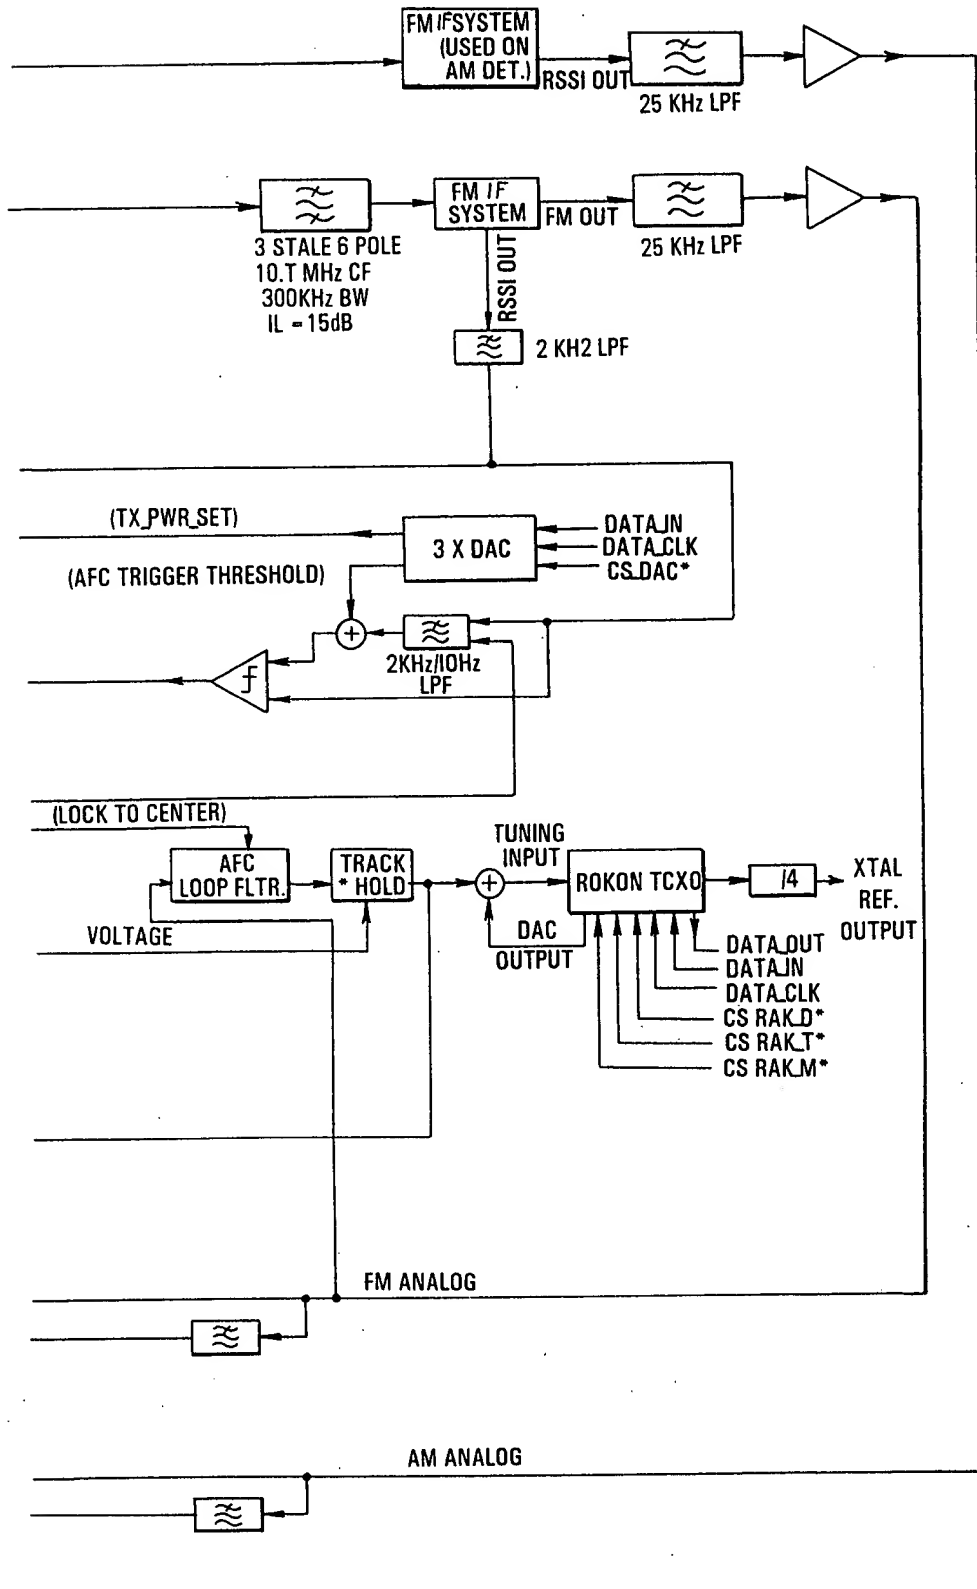 FM IF SYSTEM
(USED ON
AM DET.)
RSSI OUT
25 KHz LPF
FM IF
SYSTEM
FM OUT
25 KHz LPF
3 STALE 6 POLE
10.T MHz CF
300KHz BW
IL = 15dB
RSSI OUT
2 KH2 LPF
(TX_PWR_SET)
3 X DAC
DATA_IN
DATA_CLK
CS_DAC*
(AFC TRIGGER THRESHOLD)
2KHz/10Hz
LPF
(LOCK TO CENTER)
AFC
LOOP FLTR.
TRACK
* HOLD
TUNING
INPUT
ROKON TCXO
/4
XTAL
REF.
OUTPUT
VOLTAGE
DAC
OUTPUT
DATA_OUT
DATA_IN
DATA_CLK
CS RAK_D*
CS RAK_T*
CS RAK_M*
FM ANALOG
AM ANALOG